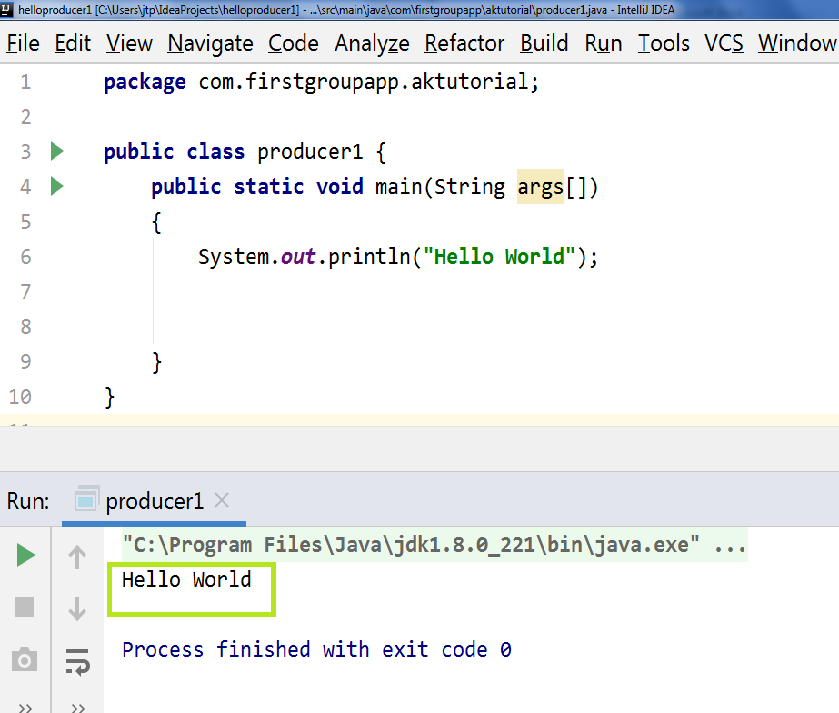 helloproducer1 [C:\Users\jtp\IdeaProjects\helloproducer1] - ...\src\main\java\com\firstgroupapp\aktutorial\producer1.java - IntelliJ IDEA
File Edit View Navigate Code Analyze Refactor Build Run Tools VCS Window
1 package com.firstgroupapp.aktutorial;
2
3 public class producer1 {
4 public static void main(String args[])
5 {
6 System.out.println("Hello World");
7
8
9 }
10 }
Run: producer1
"C:\Program Files\Java\jdk1.8.0_221\bin\java.exe" ...
Hello World
Process finished with exit code 0